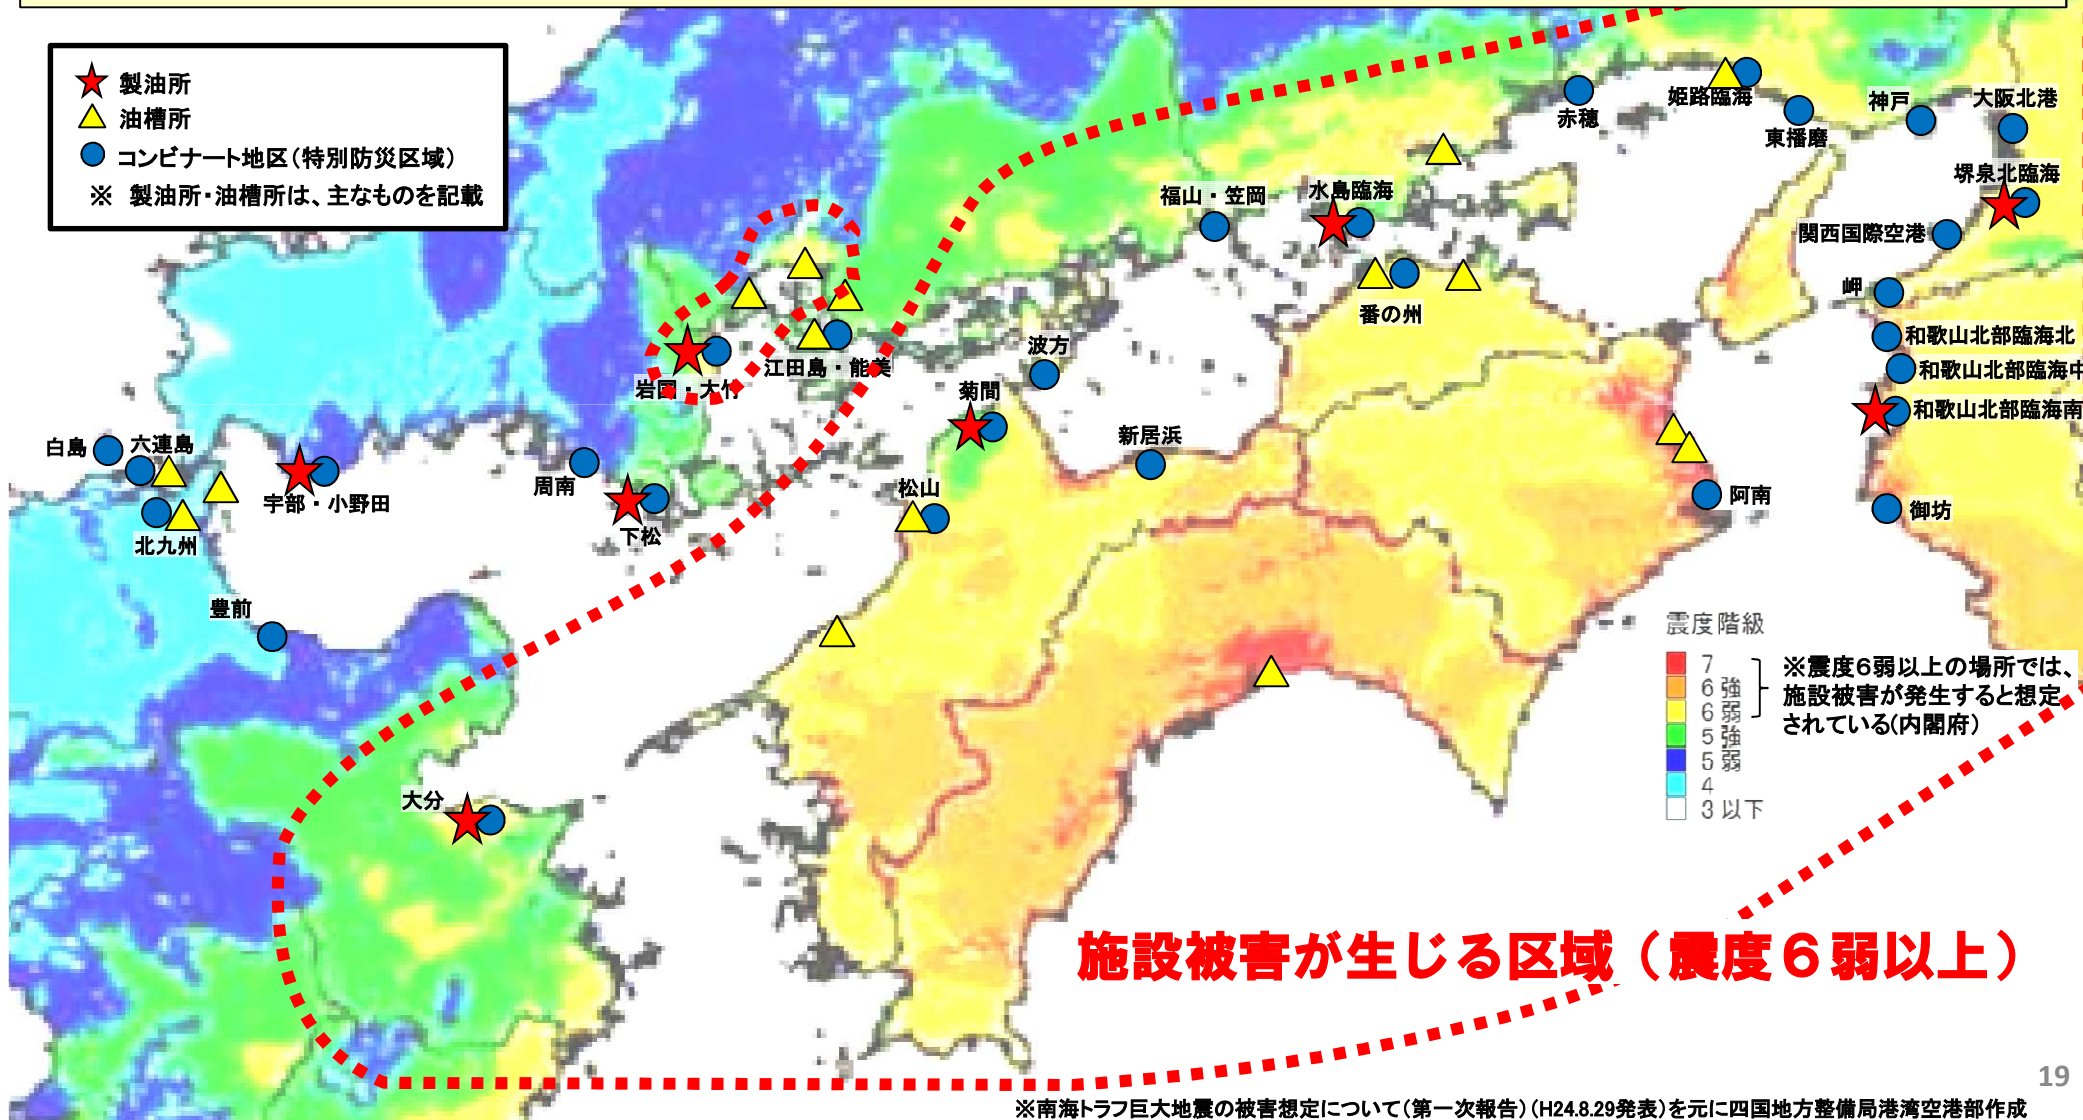 製油所
油槽所
コンビナート地区(特別防災区域)
※ 製油所・油槽所は、主なものを記載
赤穂
姫路臨海
東播磨
神戸
大阪北港
堺泉北臨海
関西国際空港
岬
和歌山北部臨海北
和歌山北部臨海中
和歌山北部臨海南
御坊
福山・笠岡
水島臨海
番の州
波方
江田島・能美
岩国・大竹
菊間
新居浜
松山
阿南
白島
六連島
北九州
宇部・小野田
周南
下松
豊前
大分
震度階級
7
6強
6弱
5強
5弱
4
3以下
※震度6弱以上の場所では、
施設被害が発生すると想定
されている(内閣府)
施設被害が生じる区域(震度6弱以上)
19
※南海トラフ巨大地震の被害想定について(第一次報告)(H24.8.29発表)を元に四国地方整備局港湾空港部作成